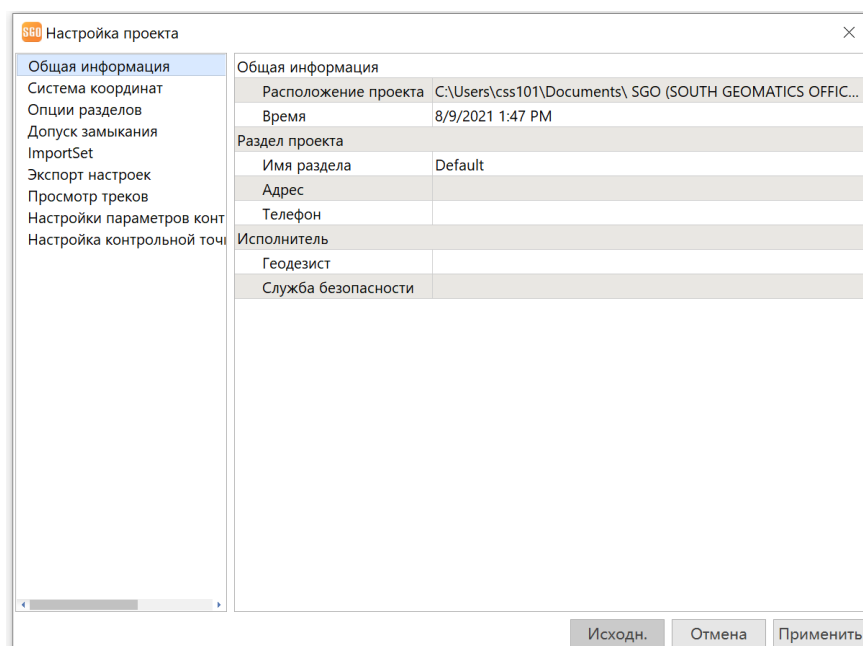 SGO Настройка проекта
Общая информация
Система координат
Опции разделов
Допуск замыкания
ImportSet
Экспорт настроек
Просмотр треков
Настройки параметров конт
Настройка контрольной точ
Общая информация
Расположение проекта C:\Users\css101\Documents\ SGO (SOUTH GEOMATICS OFFIC...
Время 8/9/2021 1:47 PM
Раздел проекта
Имя раздела Default
Адрес
Телефон
Исполнитель
Геодезист
Служба безопасности
Исходн. Отмена Применить